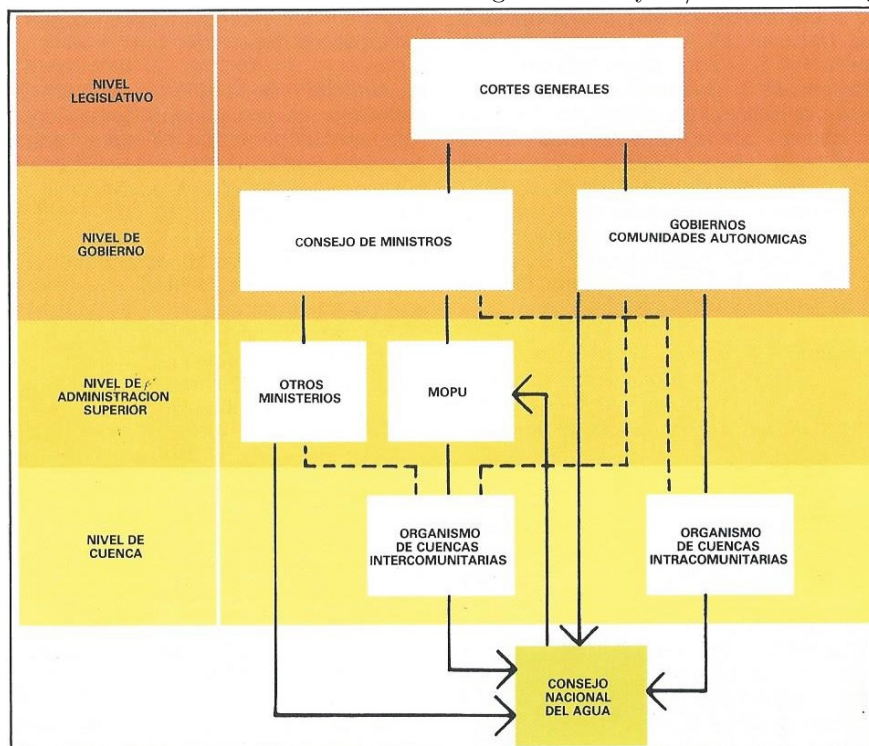 NIVEL
LEGISLATIVO
CORTES GENERALES
NIVEL DE
GOBIERNO
CONSEJO DE MINISTROS
GOBIERNOS
COMUNIDADES AUTONOMICAS
NIVEL DE
ADMINISTRACION
SUPERIOR
OTROS
MINISTERIOS
MOPU
NIVEL DE
CUENCA
ORGANISMO
DE CUENCAS
INTERCOMUNITARIAS
ORGANISMO
DE CUENCAS
INTRACOMUNITARIAS
CONSEJO
NACIONAL
DEL AGUA